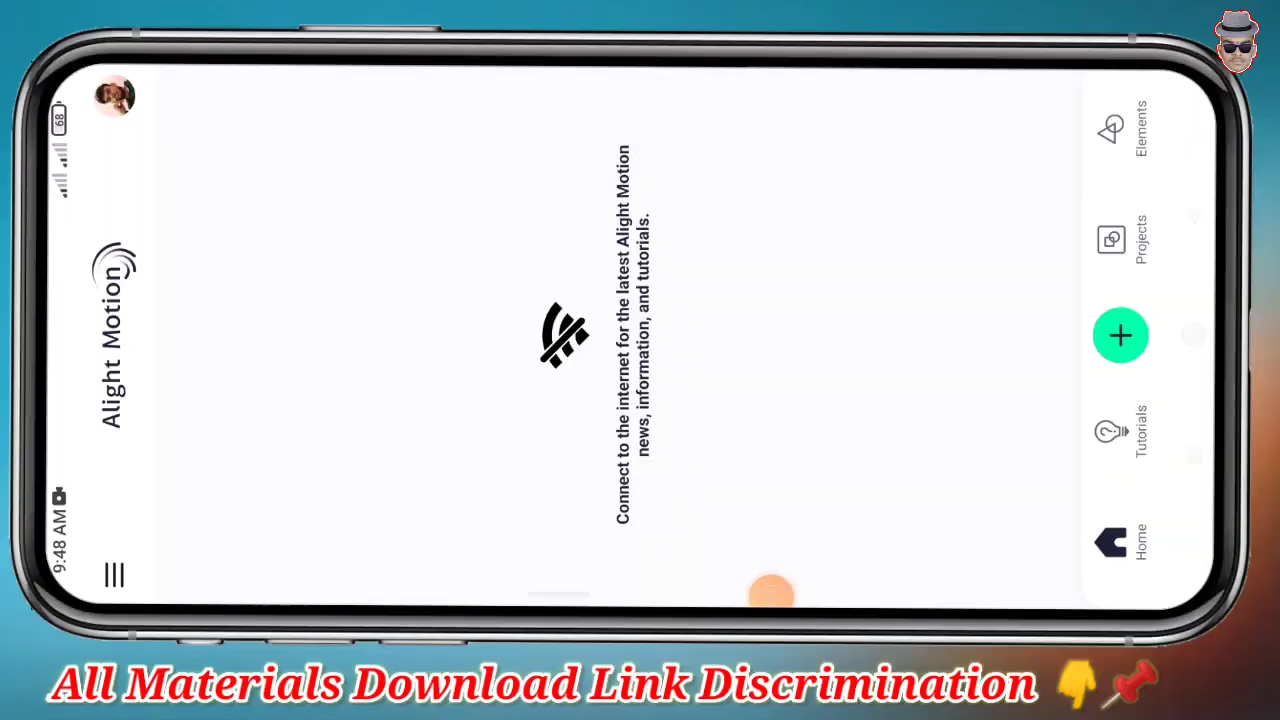 9:48 AM
68
Alight Motion
Connect to the internet for the latest Alight Motion
news, information, and tutorials.
Home
Tutorials
Projects
Elements
All Materials Download Link Discrimination 👇📌